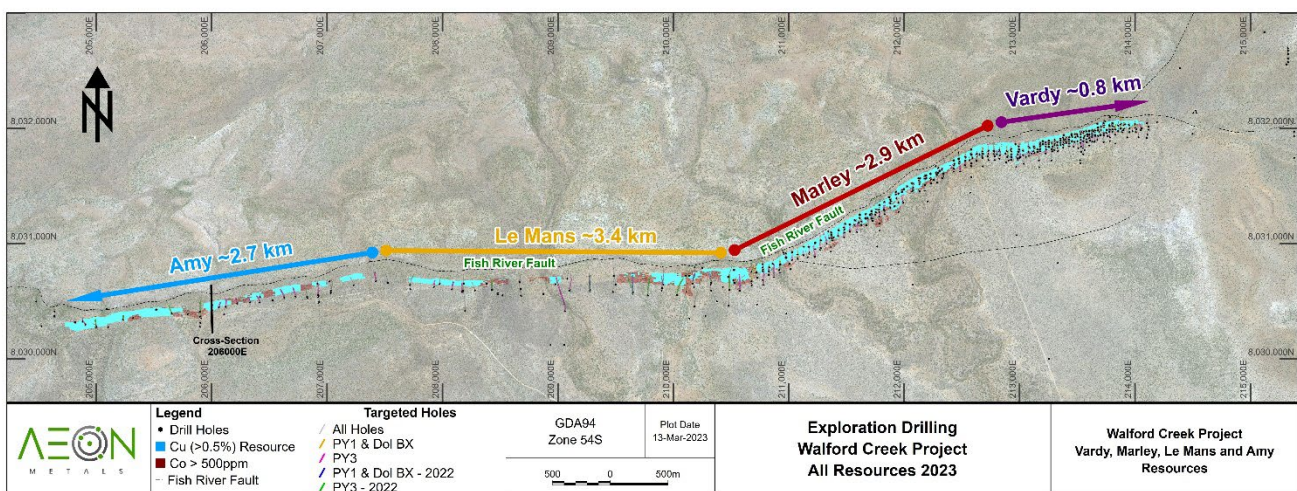 205,000E
206,000E
207,000E
208,000E
209,000E
210,000E
211,000E
212,000E
213,000E
214,000E
215,000E
N
8,032,000N
8,032,000N
Vardy ~0.8 km
Marley ~2.9 km
Fish River Fault
8,031,000N
8,031,000N
Le Mans ~3.4 km
Fish River Fault
Amy ~2.7 km
Cross-Section
206000E
8,030,000N
8,030,000N
205,000E
206,000E
207,000E
208,000E
209,000E
210,000E
211,000E
212,000E
213,000E
214,000E
215,000E
AEON
METALS
Legend
Drill Holes
Cu (>0.5%) Resource
Co > 500ppm
Fish River Fault
Targeted Holes
All Holes
PY1 & Dol BX
PY3
PY1 & Dol BX - 2022
PY3 - 2022
GDA94
Zone 54S
Plot Date
13-Mar-2023
500 0 500m
Exploration Drilling
Walford Creek Project
All Resources 2023
Walford Creek Project
Vardy, Marley, Le Mans and Amy
Resources